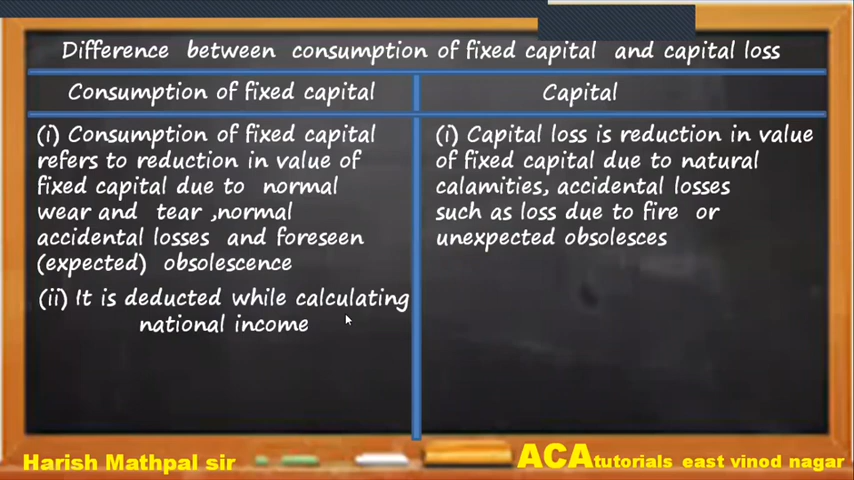 Difference between consumption of fixed capital and capital loss
Consumption of fixed capital
Capital
(i) Consumption of fixed capital
refers to reduction in value of
fixed capital due to normal
wear and tear ,normal
accidental losses and foreseen
(expected) obsolescence
(ii) It is deducted while calculating
national income
(i) Capital loss is reduction in value
of fixed capital due to natural
calamities, accidental losses
such as loss due to fire or
unexpected obsolesces
Harish Mathpal sir
ACA tutorials east vinod nagar